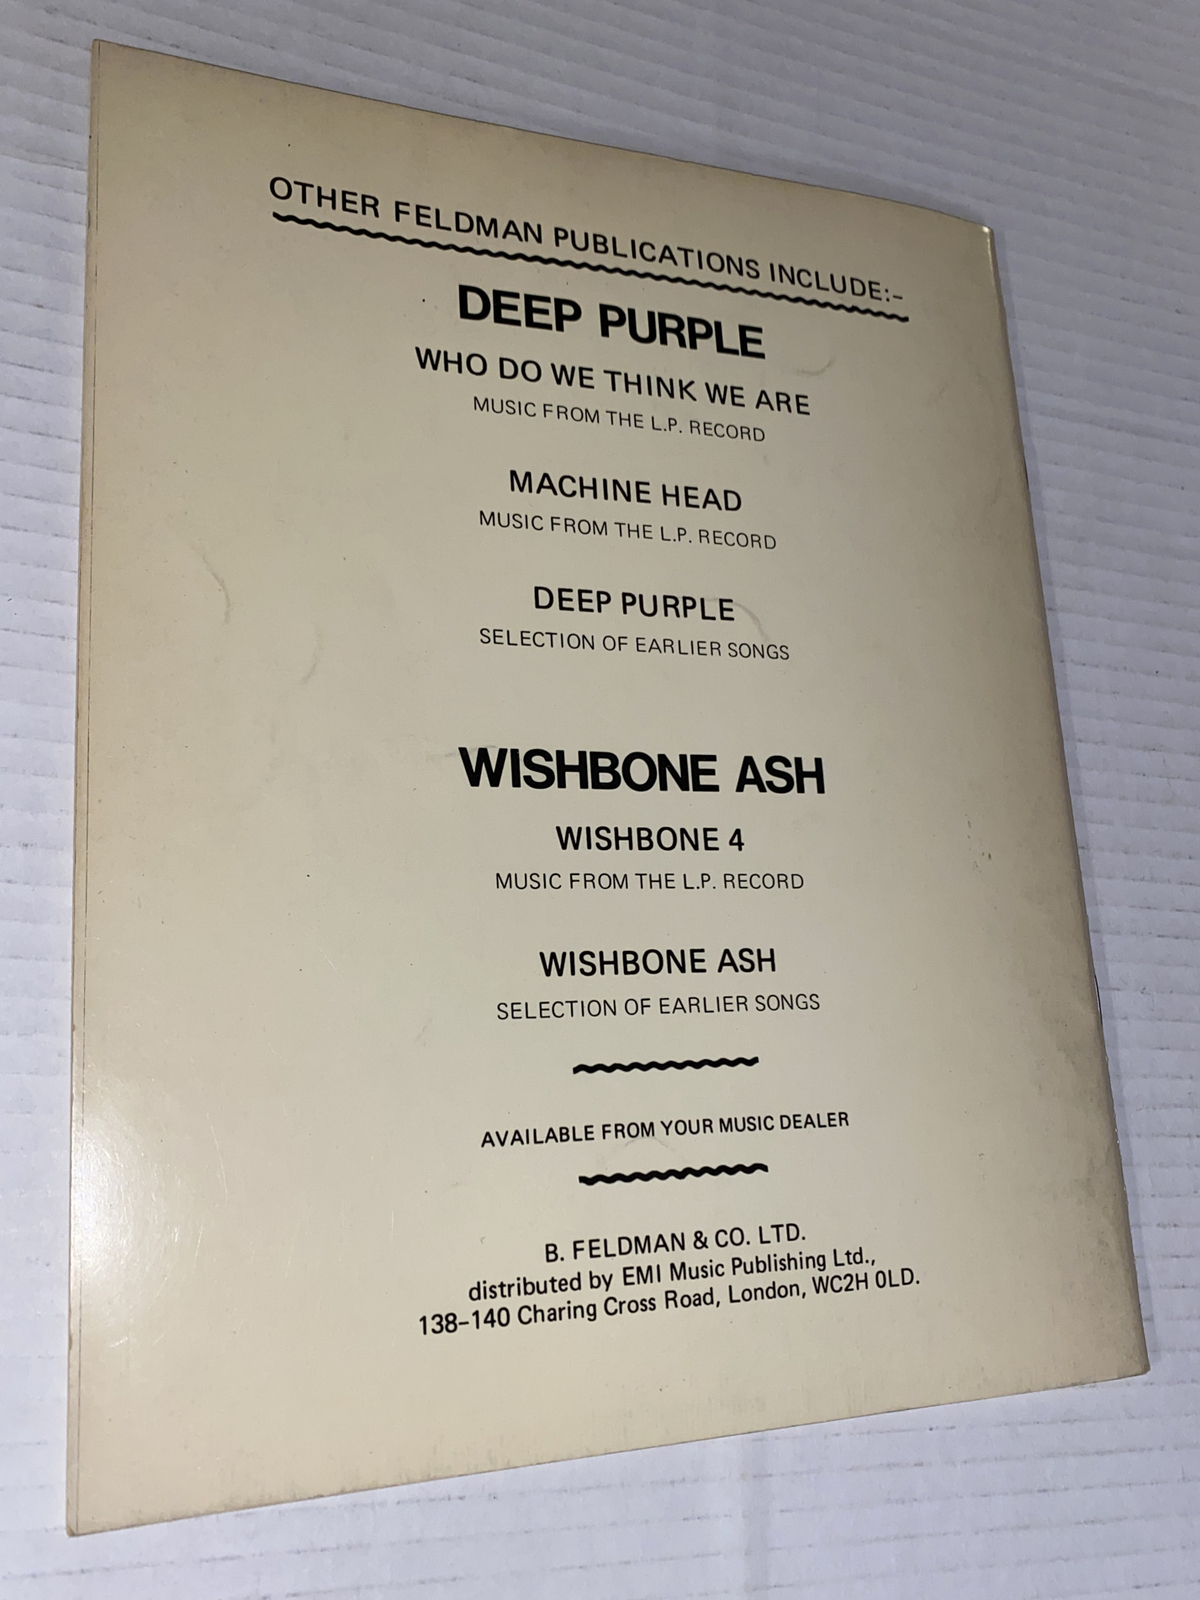 OTHER FELDMAN PUBLICATIONS INCLUDE:-
DEEP PURPLE
WHO DO WE THINK WE ARE
MUSIC FROM THE L.P. RECORD
MACHINE HEAD
MUSIC FROM THE L.P. RECORD
DEEP PURPLE
SELECTION OF EARLIER SONGS
WISHBONE ASH
WISHBONE 4
MUSIC FROM THE L.P. RECORD
WISHBONE ASH
SELECTION OF EARLIER SONGS
AVAILABLE FROM YOUR MUSIC DEALER
B. FELDMAN & CO. LTD.
distributed by EMI Music Publishing Ltd.,
138-140 Charing Cross Road, London, WC2H 0LD.